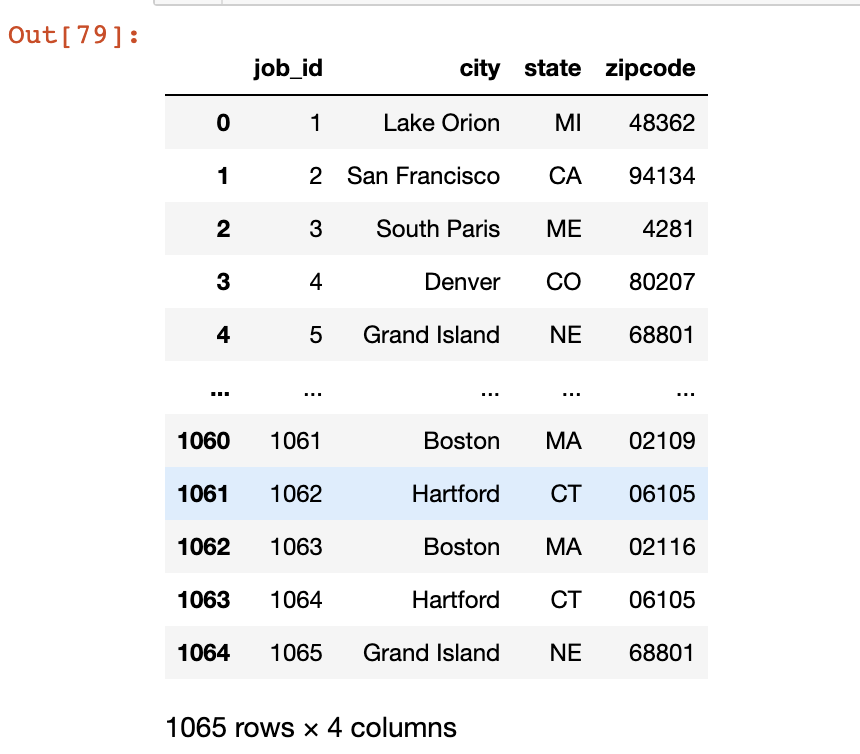 Out[79]:
job_id city state zipcode
0 1 Lake Orion MI 48362
1 2 San Francisco CA 94134
2 3 South Paris ME 4281
3 4 Denver CO 80207
4 5 Grand Island NE 68801
... ... ... ... ...
1060 1061 Boston MA 02109
1061 1062 Hartford CT 06105
1062 1063 Boston MA 02116
1063 1064 Hartford CT 06105
1064 1065 Grand Island NE 68801
1065 rows × 4 columns